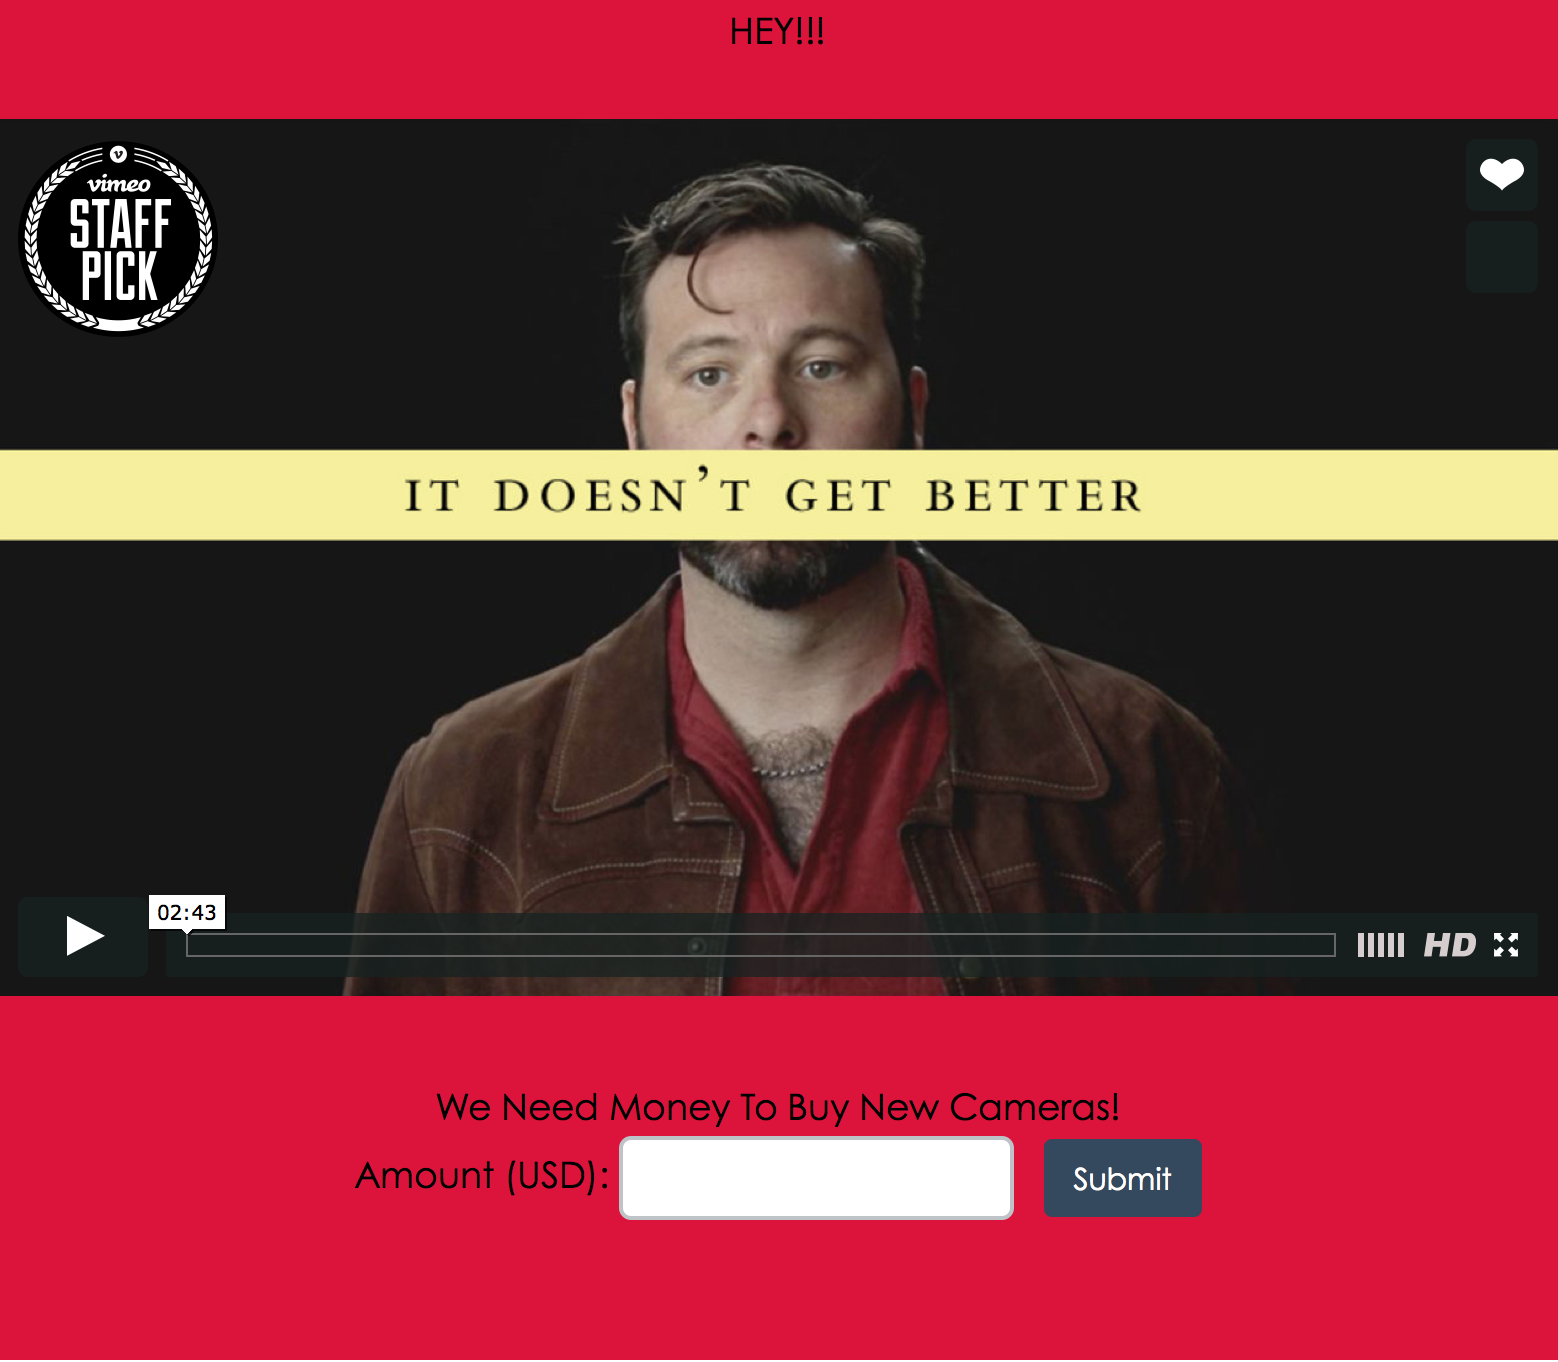 HEY!!!
vimeo
STAFF
PICK
IT DOESN'T GET BETTER
02:43
HD
We Need Money To Buy New Cameras!
Amount (USD):
Submit